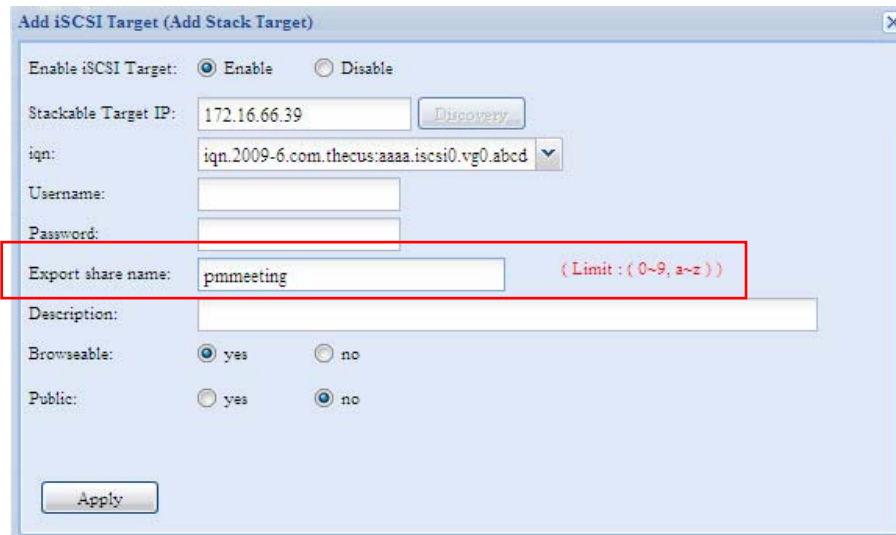 Add iSCSI Target (Add Stack Target)
Enable iSCSI Target: Enable Disable
Stackable Target IP: 172.16.66.39 Discovery
iqn: iqn.2009-6.com.thecus:aaaa.iscsi0.vg0.abcd
Username:
Password:
Export share name: pmmeeting ( Limit : ( 0~9, a~z ) )
Description:
Browseable: yes no
Public: yes no
Apply